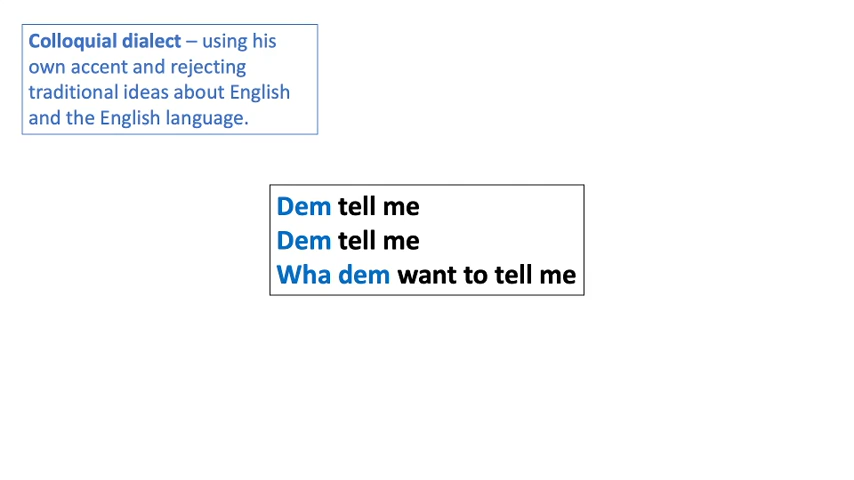 Colloquial dialect – using his
own accent and rejecting
traditional ideas about English
and the English language.
Dem tell me
Dem tell me
Wha dem want to tell me